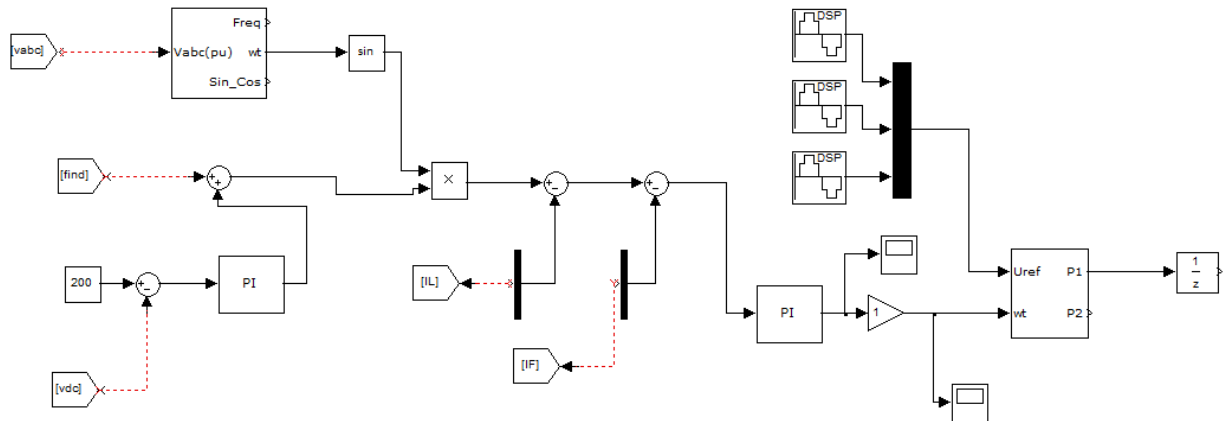 DSP
Freq
[vabc]
Vabc(pu)
wt
sin
Sin_Cos
DSP
DSP
[find]
+
+
×
+
-
+
-
200
+
-
PI
[IL]
Uref
P1
1
z
PI
1
wt
P2
[IF]
[vdc]